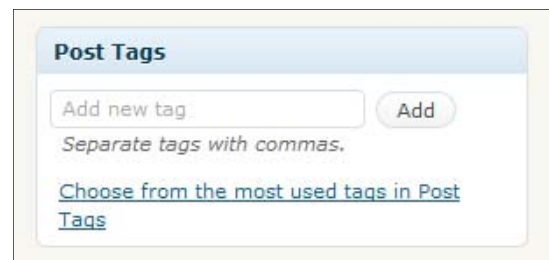 Post Tags
Add new tag
Add
Separate tags with commas.
Choose from the most used tags in Post
Tags